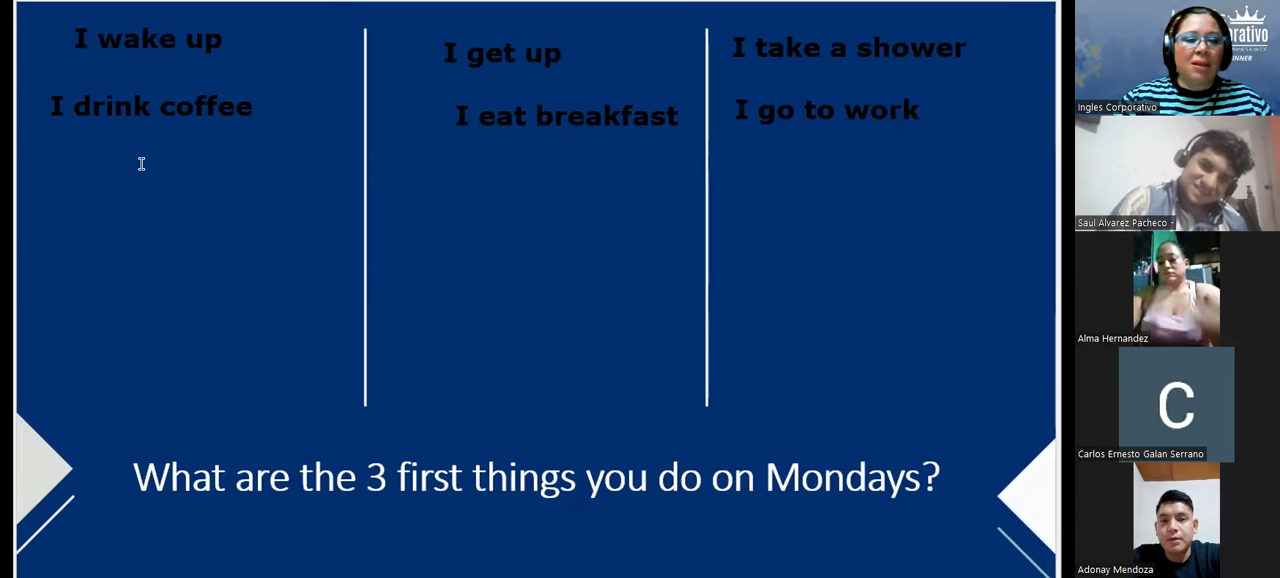 I wake up
I get up
I take a shower
I drink coffee
I eat breakfast
I go to work
What are the 3 first things you do on Mondays?
Ingles Corporativo
Saul Alvarez Pacheco -
Alma Hernandez
C
Carlos Ernesto Galan Serrano
Adonay Mendoza